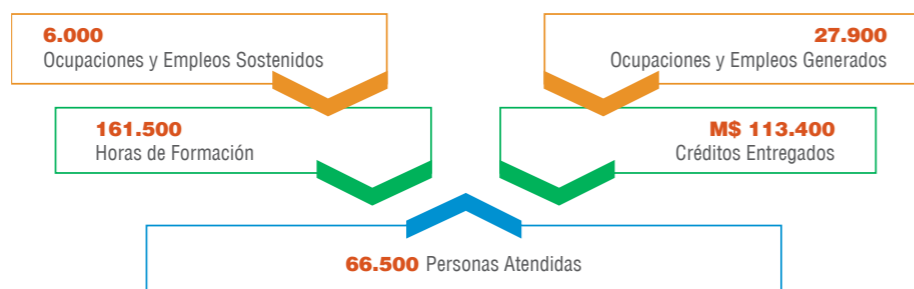 6.000
Ocupaciones y Empleos Sostenidos
27.900
Ocupaciones y Empleos Generados
161.500
Horas de Formación
M$ 113.400
Créditos Entregados
66.500 Personas Atendidas